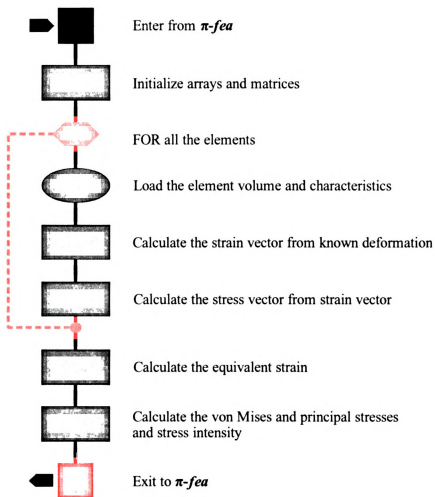 Enter from π-fea
Initialize arrays and matrices
FOR all the elements
Load the element volume and characteristics
Calculate the strain vector from known deformation
Calculate the stress vector from strain vector
Calculate the equivalent strain
Calculate the von Mises and principal stresses
and stress intensity
Exit to π-fea